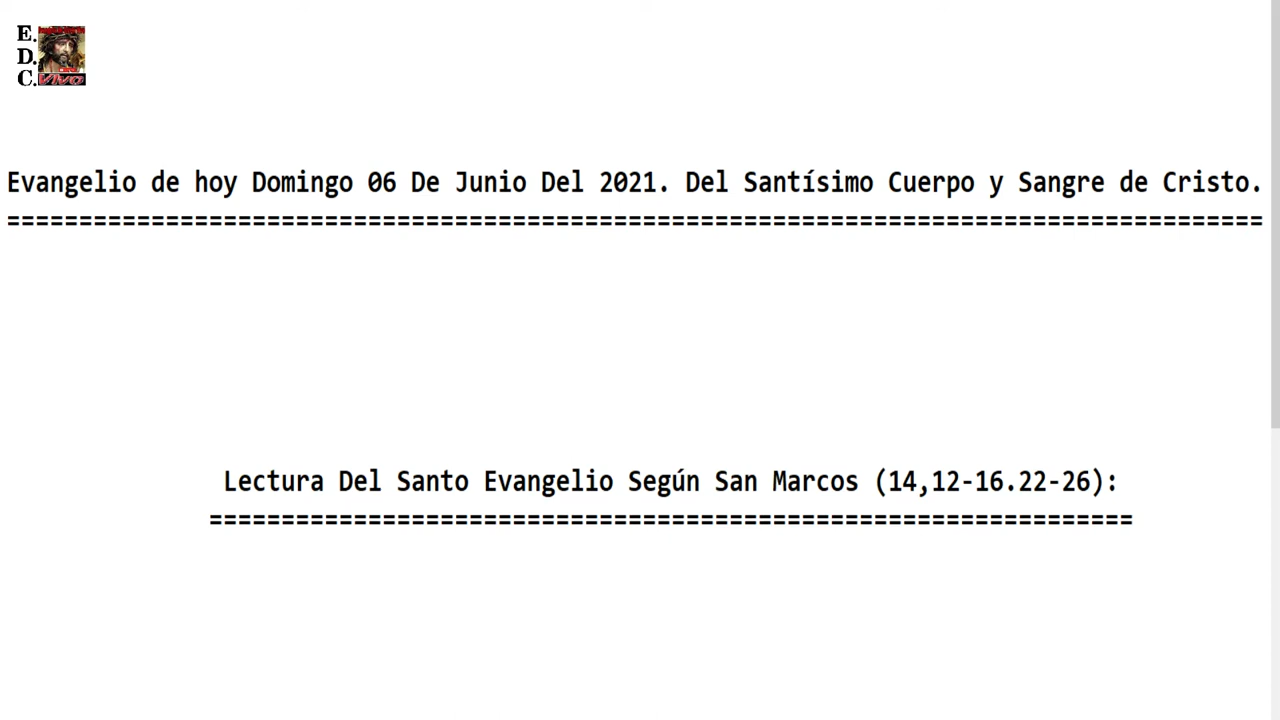 E.
D.
C.
Vivo
Evangelio de hoy Domingo 06 De Junio Del 2021. Del Santísimo Cuerpo y Sangre de Cristo.
=======================================================================================
Lectura Del Santo Evangelio Según San Marcos (14,12-16.22-26):
================================================================